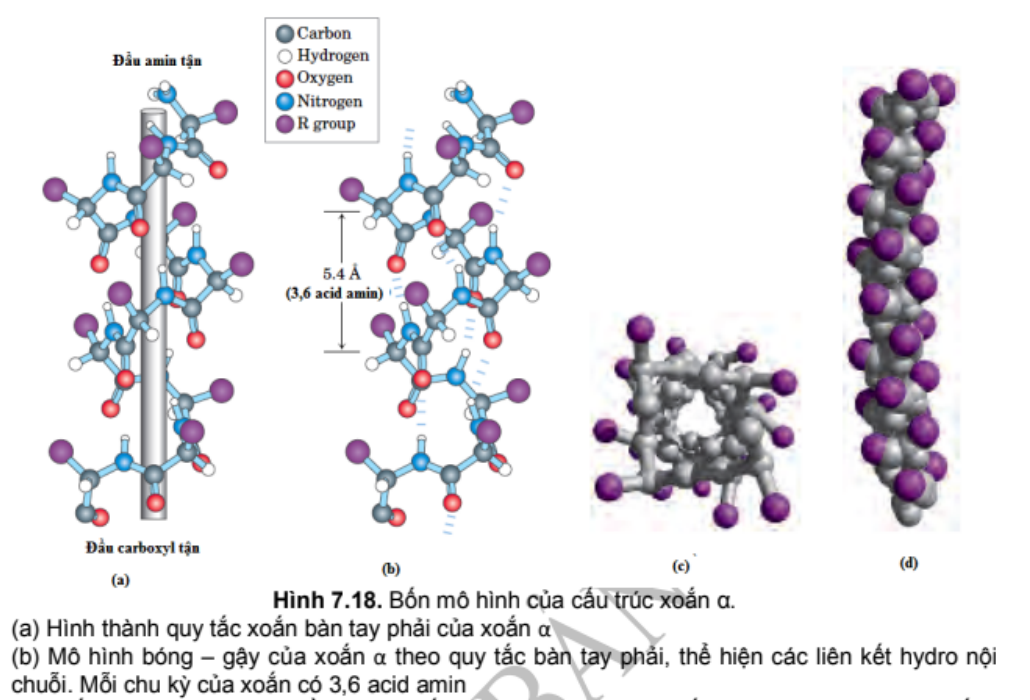 Carbon
Hydrogen
Oxygen
Nitrogen
R group
Đầu amin tận
5.4 Å
(3,6 acid amin)
Đầu carboxyl tận
(a)
(b)
(c)
(d)
Hình 7.18. Bốn mô hình của cấu trúc xoắn α.
(a) Hình thành quy tắc xoắn bàn tay phải của xoắn α
(b) Mô hình bóng – gậy của xoắn α theo quy tắc bàn tay phải, thể hiện các liên kết hydro nội
chuỗi. Mỗi chu kỳ của xoắn có 3,6 acid amin